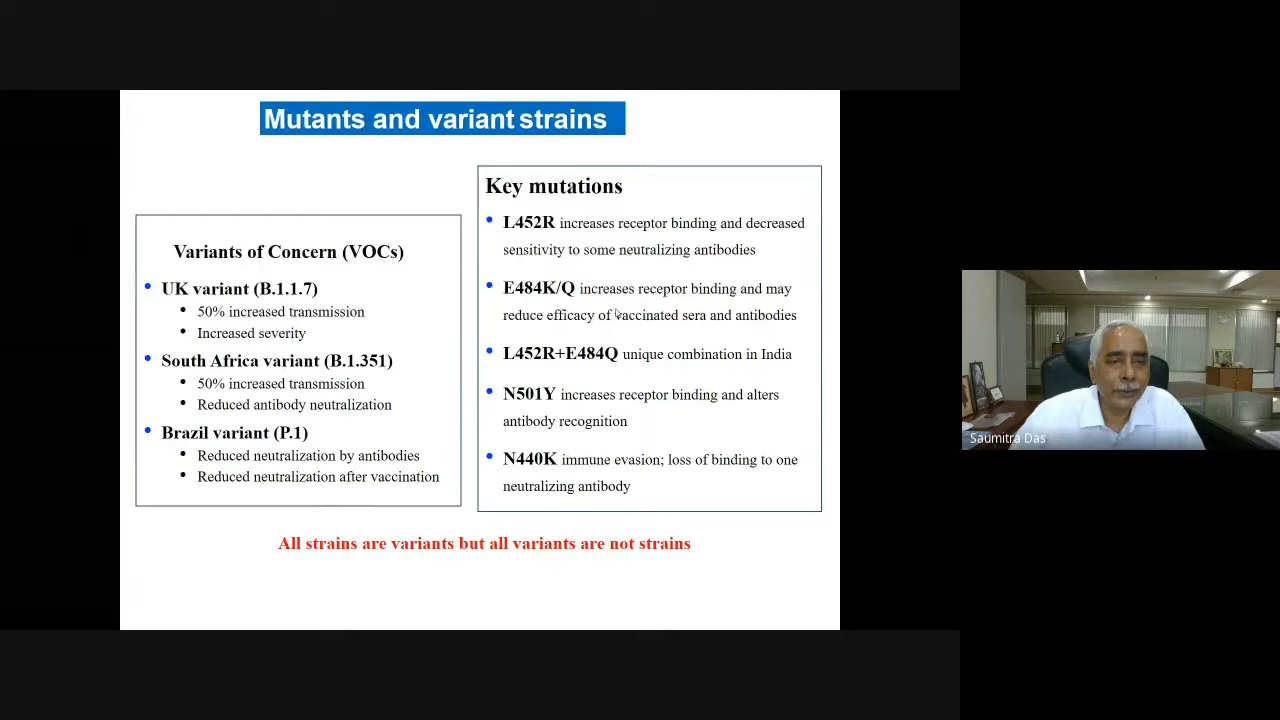 Mutants and variant strains
Variants of Concern (VOCs)
• UK variant (B.1.1.7)
• 50% increased transmission
• Increased severity
• South Africa variant (B.1.351)
• 50% increased transmission
• Reduced antibody neutralization
• Brazil variant (P.1)
• Reduced neutralization by antibodies
• Reduced neutralization after vaccination
Key mutations
• L452R increases receptor binding and decreased
sensitivity to some neutralizing antibodies
• E484K/Q increases receptor binding and may
reduce efficacy of vaccinated sera and antibodies
• L452R+E484Q unique combination in India
• N501Y increases receptor binding and alters
antibody recognition
• N440K immune evasion; loss of binding to one
neutralizing antibody
All strains are variants but all variants are not strains
Saumitra Das